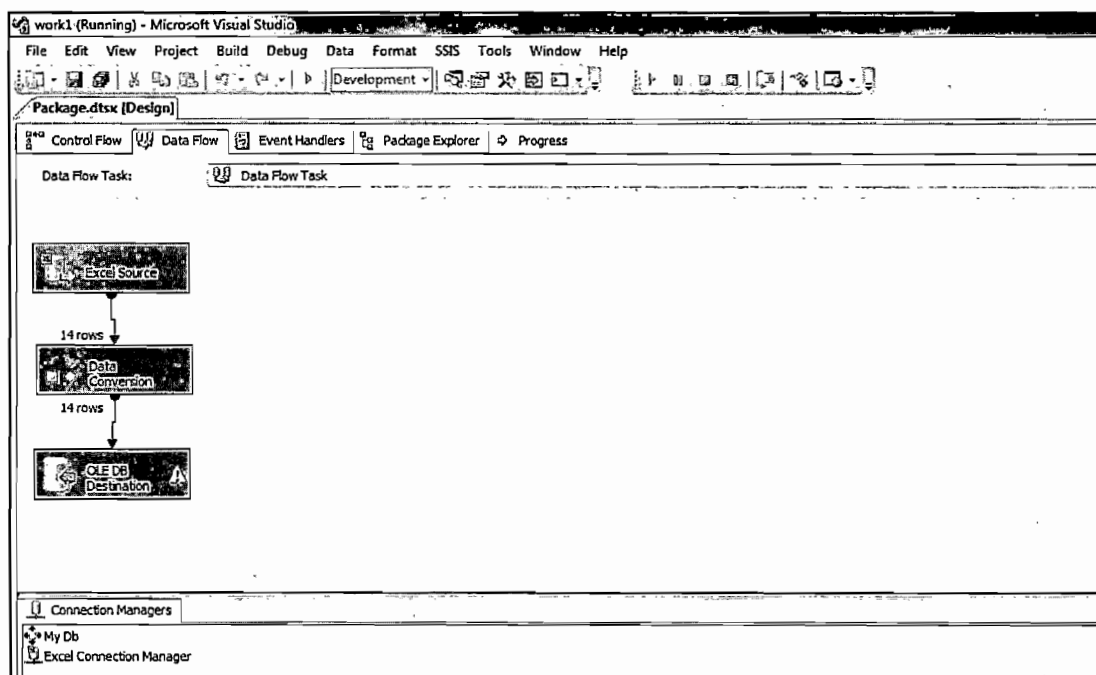 work1 (Running) - Microsoft Visual Studio
File Edit View Project Build Debug Data Format SSIS Tools Window Help
Development
Package.dtsx [Design]
Control Flow Data Flow Event Handlers Package Explorer Progress
Data Flow Task: Data Flow Task
Excel Source
14 rows
Data
Conversion
14 rows
OLE DB
Destination
Connection Managers
My Db
Excel Connection Manager